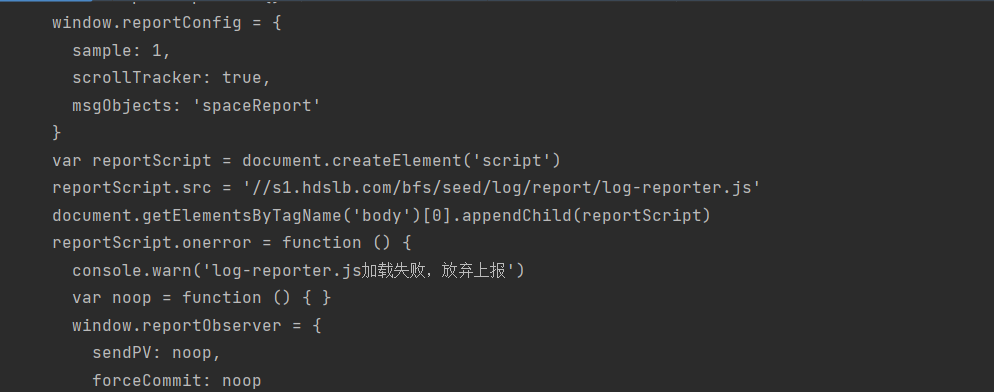 window.reportConfig = {
sample: 1,
scrollTracker: true,
msgObjects: 'spaceReport'
}
var reportScript = document.createElement('script')
reportScript.src = '//s1.hdslb.com/bfs/seed/log/report/log-reporter.js'
document.getElementsByTagName('body')[0].appendChild(reportScript)
reportScript.onerror = function () {
console.warn('log-reporter.js加载失败，放弃上报')
var noop = function () { }
window.reportObserver = {
sendPV: noop,
forceCommit: noop